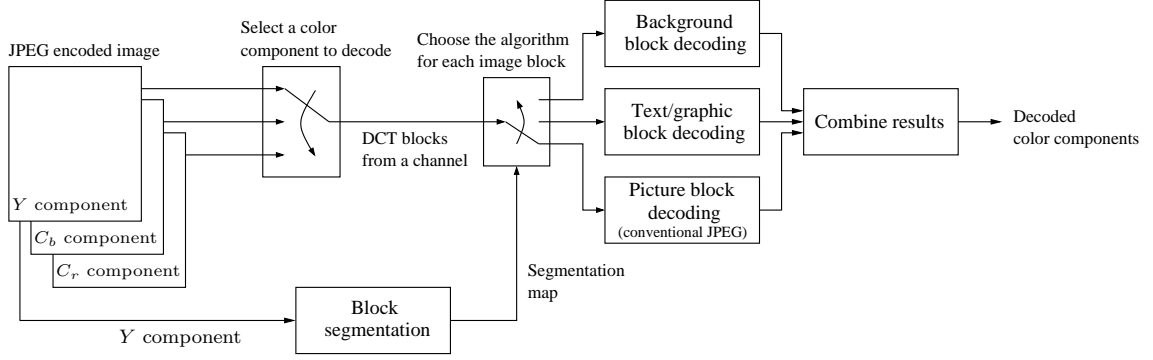 JPEG encoded image
Y component
C_b component
C_r component
Select a color
component to decode
DCT blocks
from a channel
Choose the algorithm
for each image block
Background
block decoding
Text/graphic
block decoding
Picture block
decoding
(conventional JPEG)
Combine results
Decoded
color components
Y component
Block
segmentation
Segmentation
map